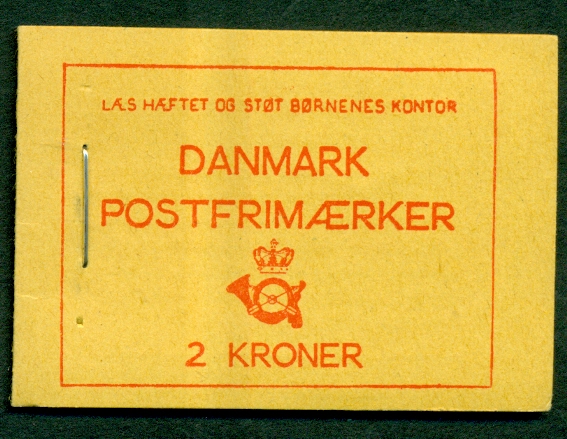 LÆS HÆFTET OG STØT BØRNENES KONTOR
DANMARK
POSTFRIMÆRKER
2 KRONER